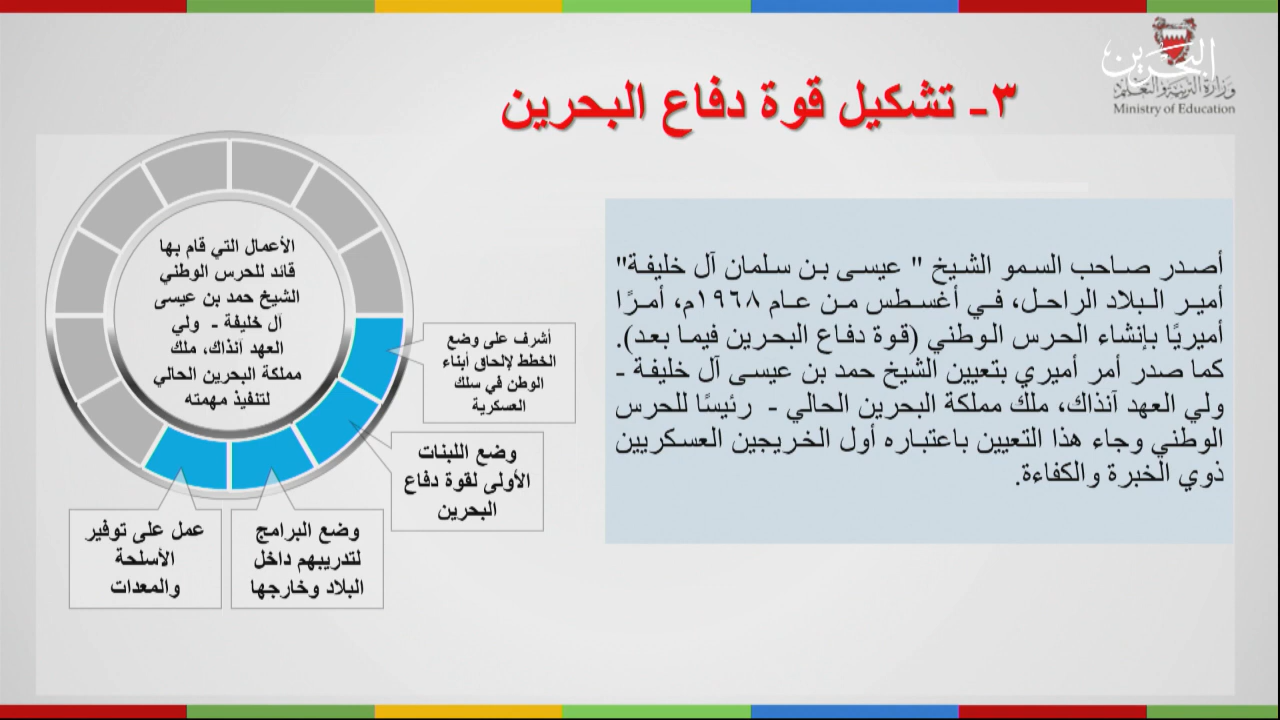 البحرين
وزارة التربية والتعليم
Ministry of Education
٣- تشكيل قوة دفاع البحرين
أصدر صاحب السمو الشيخ " عيسى بن سلمان آل خليفة"
أمير البلاد الراحل، في أغسطس من عام ١٩٦٨م، أمرًا
أميريًا بإنشاء الحرس الوطني (قوة دفاع البحرين فيما بعد).
كما صدر أمر أميري بتعيين الشيخ حمد بن عيسى آل خليفة -
ولي العهد آنذاك، ملك مملكة البحرين الحالي - رئيسًا للحرس
الوطني وجاء هذا التعيين باعتباره أول الخريجين العسكريين
ذوي الخبرة والكفاءة.
الأعمال التي قام بها
قائد للحرس الوطني
الشيخ حمد بن عيسى
آل خليفة - ولي
العهد آنذاك، ملك
مملكة البحرين الحالي
لتنفيذ مهمته
أشرف على وضع
الخطط لإلحاق أبناء
الوطن في سلك
العسكرية
وضع اللبنات
الأولى لقوة دفاع
البحرين
وضع البرامج
لتدريبهم داخل
البلاد وخارجها
عمل على توفير
الأسلحة
والمعدات